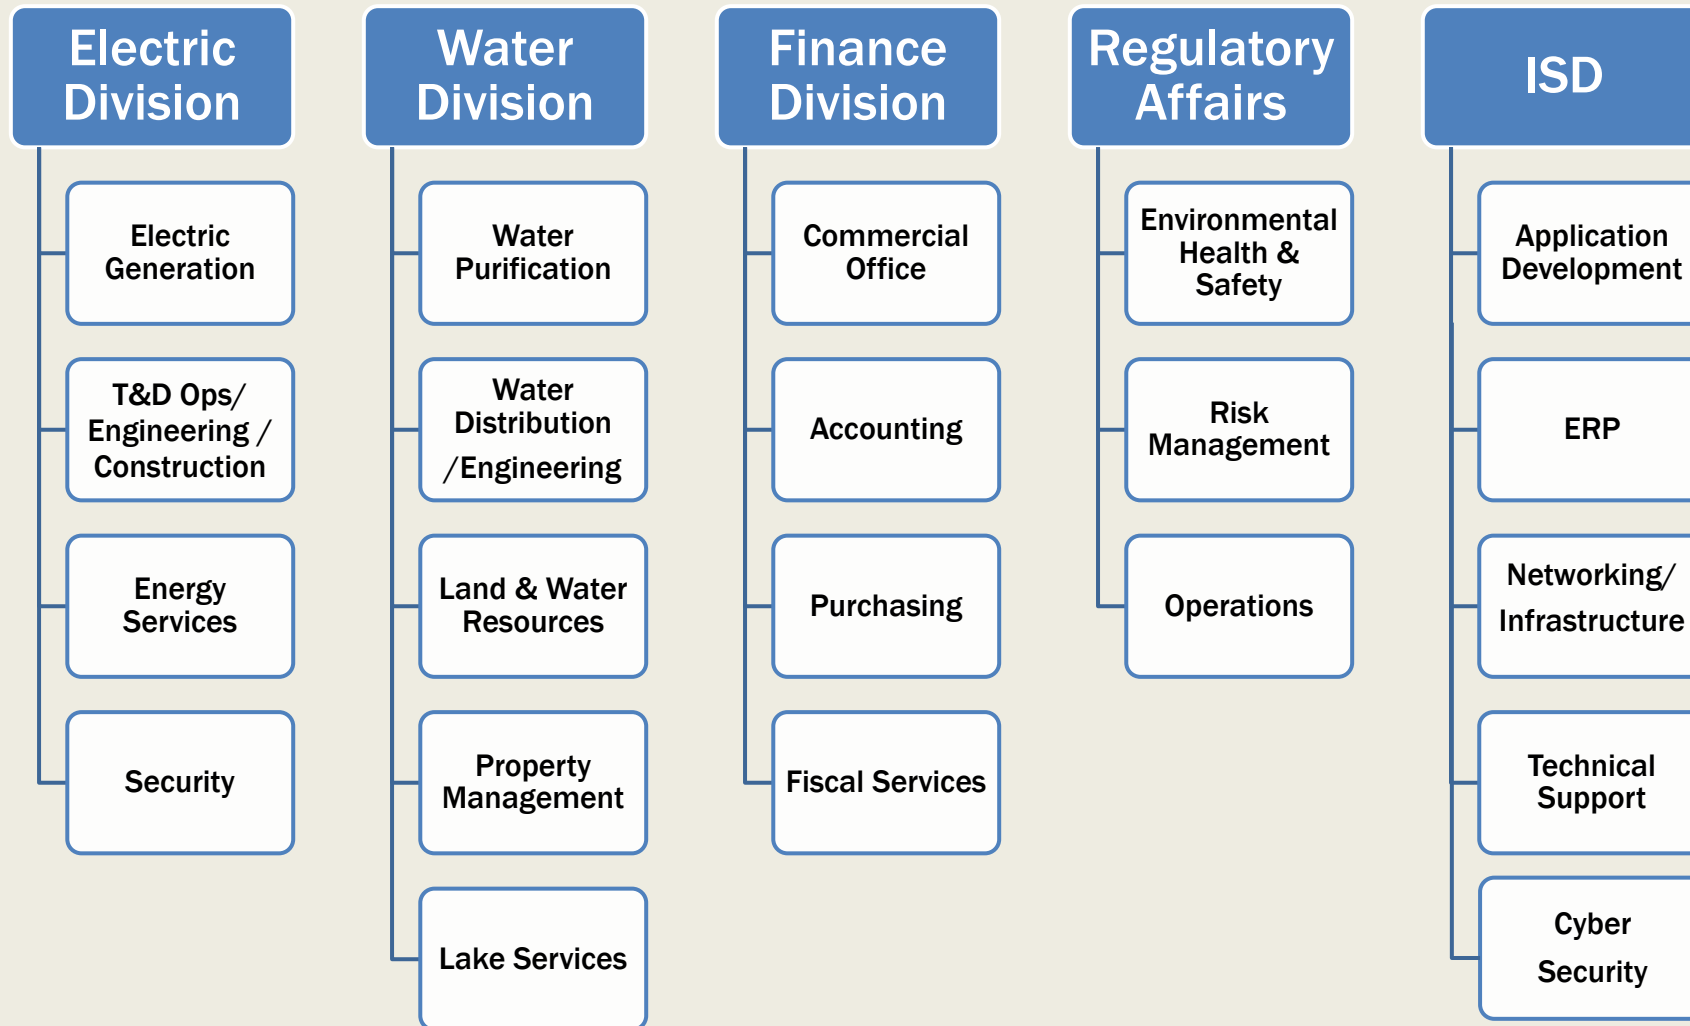 Electric
Division
Electric
Generation
T&D Ops/
Engineering /
Construction
Energy
Services
Security
Water
Division
Water
Purification
Water
Distribution
/Engineering
Land & Water
Resources
Property
Management
Lake Services
Finance
Division
Commercial
Office
Accounting
Purchasing
Fiscal Services
Regulatory
Affairs
Environmental
Health &
Safety
Risk
Management
Operations
ISD
Application
Development
ERP
Networking/
Infrastructure
Technical
Support
Cyber
Security